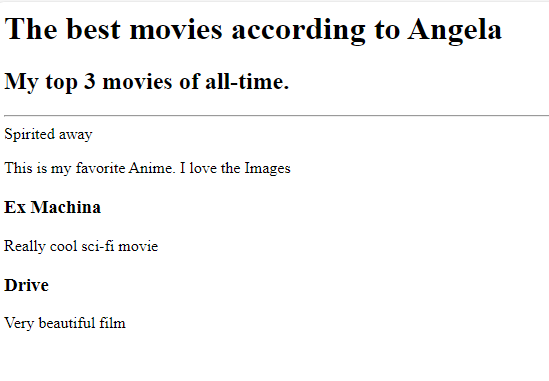 The best movies according to Angela
My top 3 movies of all-time.
Spirited away
This is my favorite Anime. I love the Images
Ex Machina
Really cool sci-fi movie
Drive
Very beautiful film